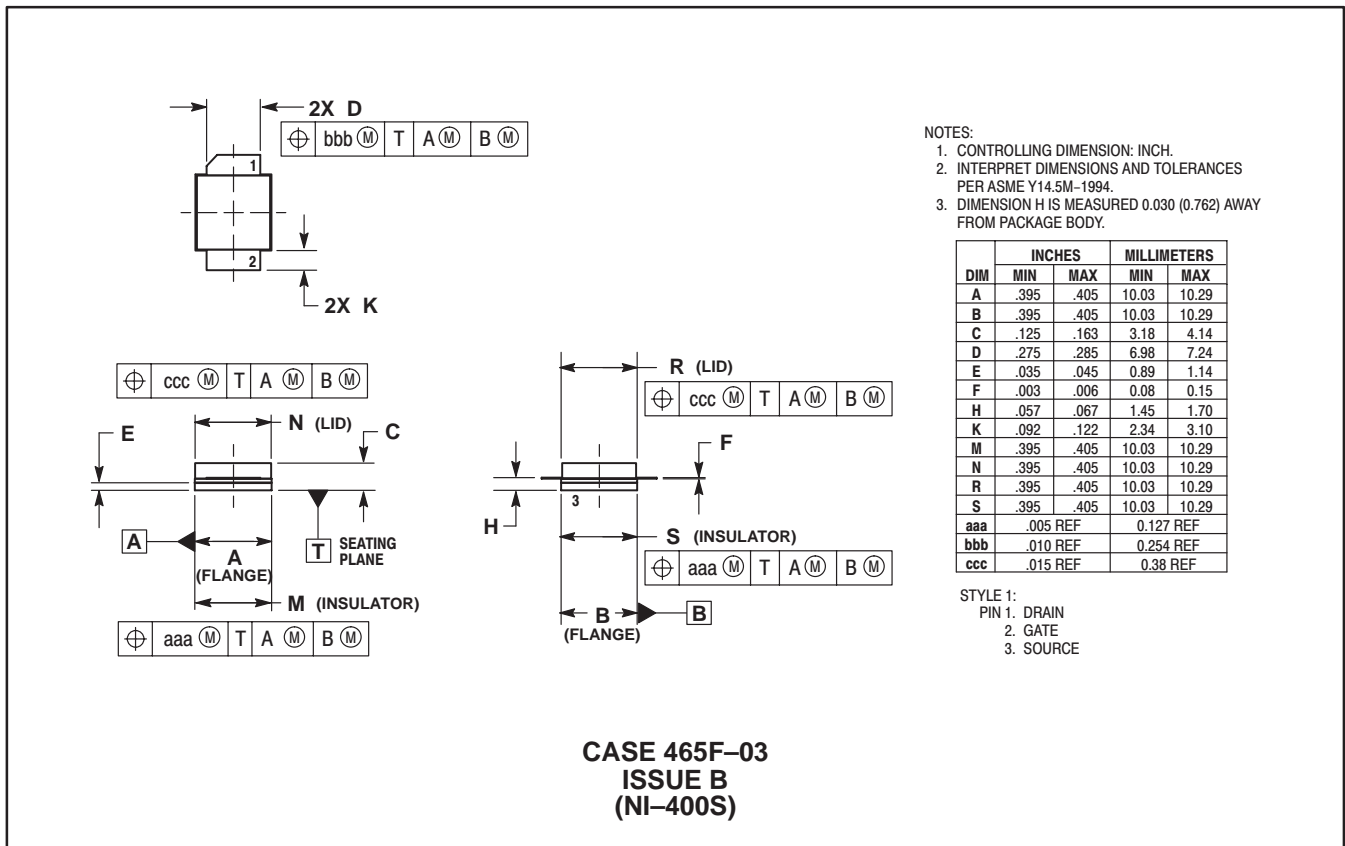 2X D
⌖ bbb Ⓜ T A Ⓜ B Ⓜ
1
2
2X K
⌖ ccc Ⓜ T A Ⓜ B Ⓜ
N (LID)
E
C
A
A
(FLANGE)
T SEATING
PLANE
M (INSULATOR)
⌖ aaa Ⓜ T A Ⓜ B Ⓜ
R (LID)
⌖ ccc Ⓜ T A Ⓜ B Ⓜ
F
3
H
S (INSULATOR)
⌖ aaa Ⓜ T A Ⓜ B Ⓜ
B
(FLANGE)
B
NOTES:
1. CONTROLLING DIMENSION: INCH.
2. INTERPRET DIMENSIONS AND TOLERANCES
PER ASME Y14.5M–1994.
3. DIMENSION H IS MEASURED 0.030 (0.762) AWAY
FROM PACKAGE BODY.
INCHES MILLIMETERS
DIM MIN MAX MIN MAX
A .395 .405 10.03 10.29
B .395 .405 10.03 10.29
C .125 .163 3.18 4.14
D .275 .285 6.98 7.24
E .035 .045 0.89 1.14
F .003 .006 0.08 0.15
H .057 .067 1.45 1.70
K .092 .122 2.34 3.10
M .395 .405 10.03 10.29
N .395 .405 10.03 10.29
R .395 .405 10.03 10.29
S .395 .405 10.03 10.29
aaa .005 REF 0.127 REF
bbb .010 REF 0.254 REF
ccc .015 REF 0.38 REF
STYLE 1:
PIN 1. DRAIN
2. GATE
3. SOURCE
CASE 465F–03
ISSUE B
(NI–400S)